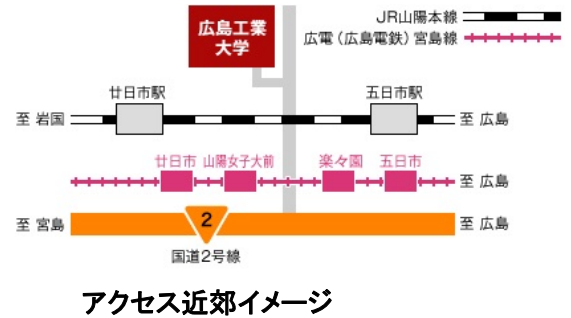 JR山陽本線
広電（広島電鉄）宮島線
広島工業
大学
廿日市駅
五日市駅
至 岩国
至 広島
廿日市
山陽女子大前
楽々園
五日市
至 広島
至 宮島
2
至 広島
国道2号線
アクセス近郊イメージ